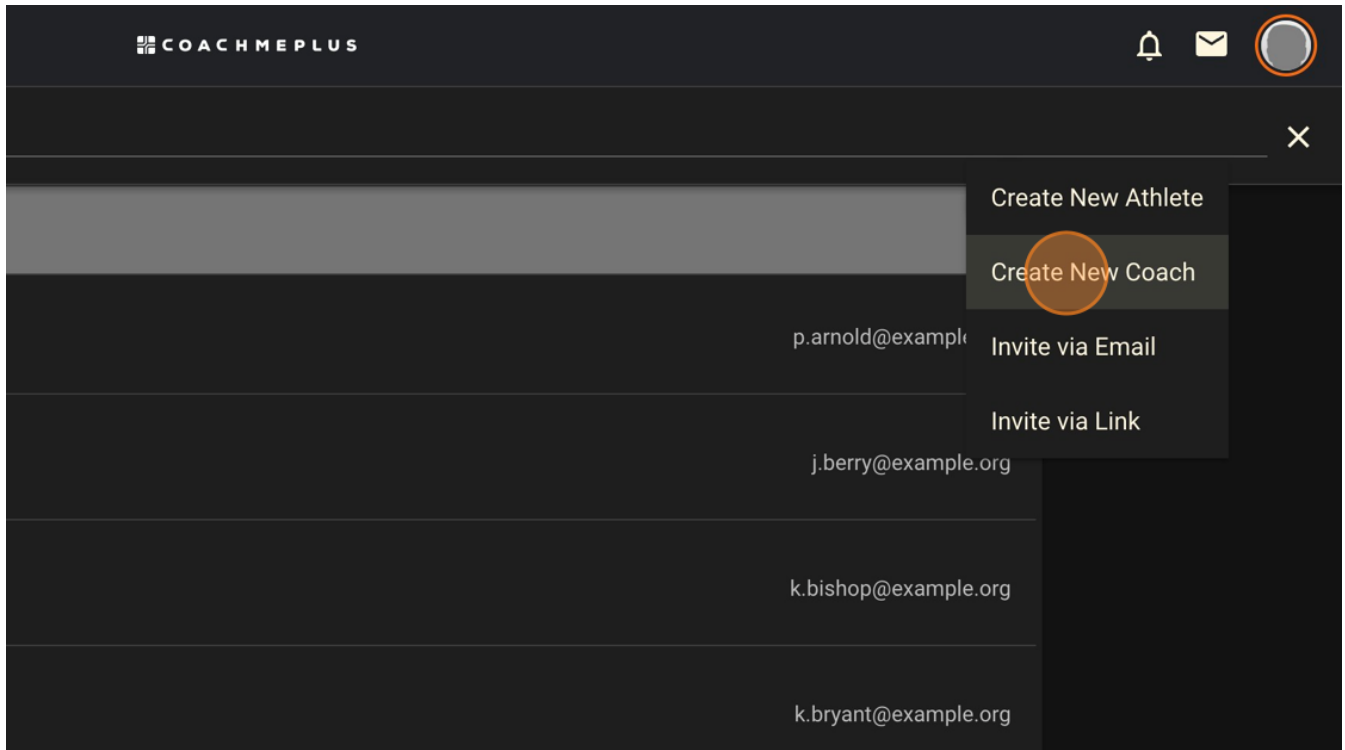 COACHMEPLUS
Create New Athlete
Create New Coach
p.arnold@example
Invite via Email
Invite via Link
j.berry@example.org
k.bishop@example.org
k.bryant@example.org